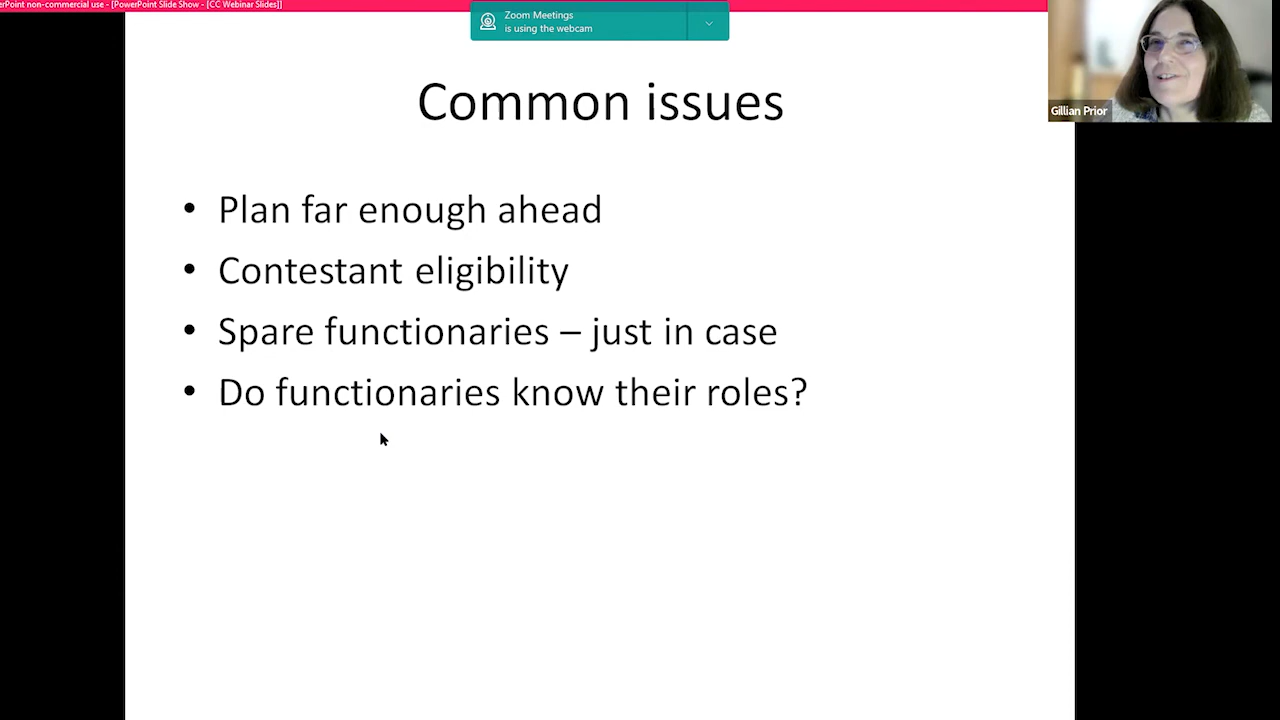 erPoint non-commercial use - [PowerPoint Slide Show - [CC Webinar Slides]]
Zoom Meetings
is using the webcam
Gillian Prior
Common issues
• Plan far enough ahead
• Contestant eligibility
• Spare functionaries – just in case
• Do functionaries know their roles?